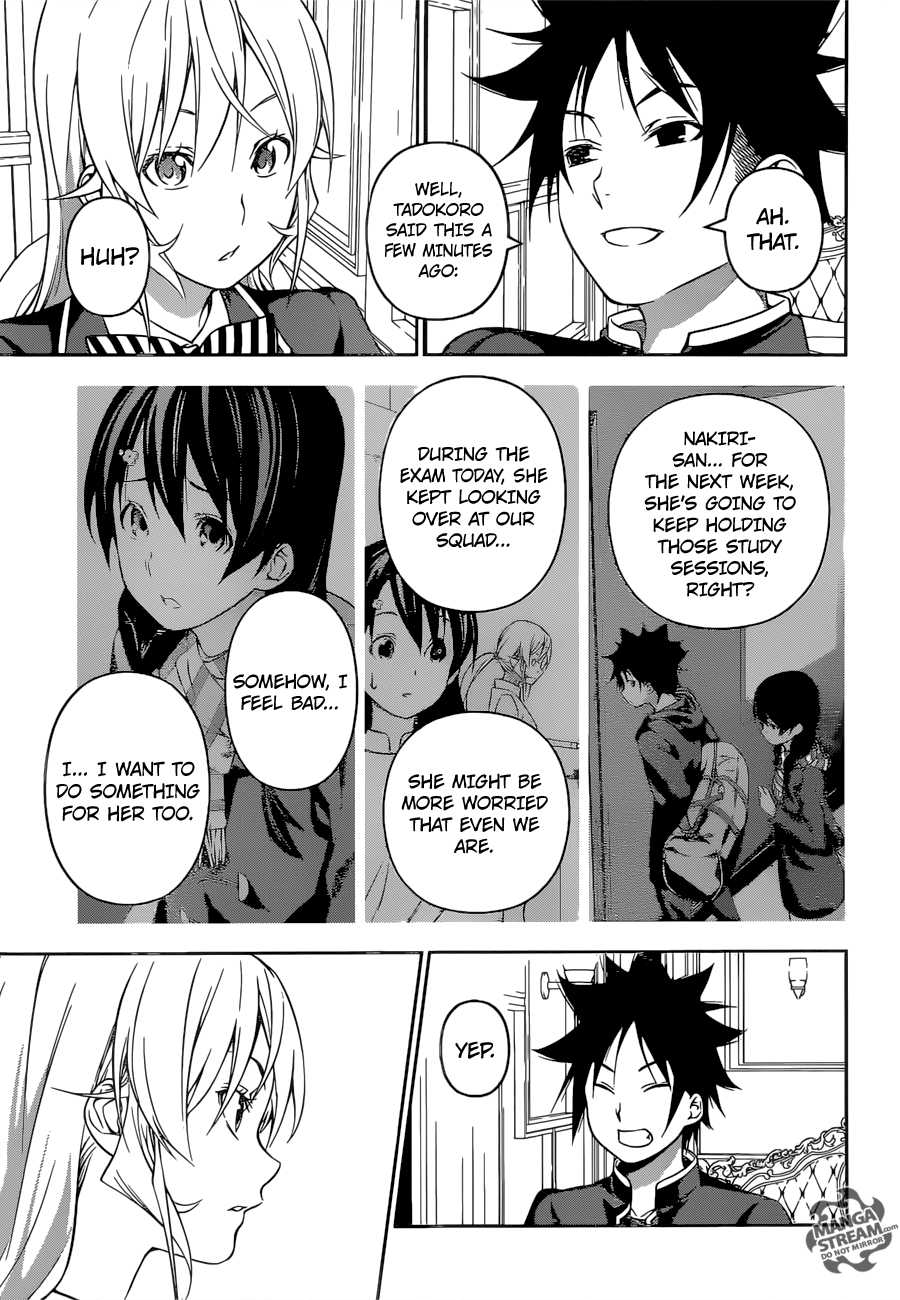 AH.
THAT.
WELL,
TADOKORO
SAID THIS A
FEW MINUTES
AGO:
HUH?
NAKIRI-
SAN... FOR
THE NEXT WEEK,
SHE'S GOING TO
KEEP HOLDING
THOSE STUDY
SESSIONS,
RIGHT?
DURING THE
EXAM TODAY, SHE
KEPT LOOKING
OVER AT OUR
SQUAD...
SHE MIGHT BE
MORE WORRIED
THAT EVEN WE
ARE.
SOMEHOW, I
FEEL BAD...
I... I WANT TO
DO SOMETHING
FOR HER TOO.
YEP.
MANGA
STREAM.com
DO NOT MIRROR